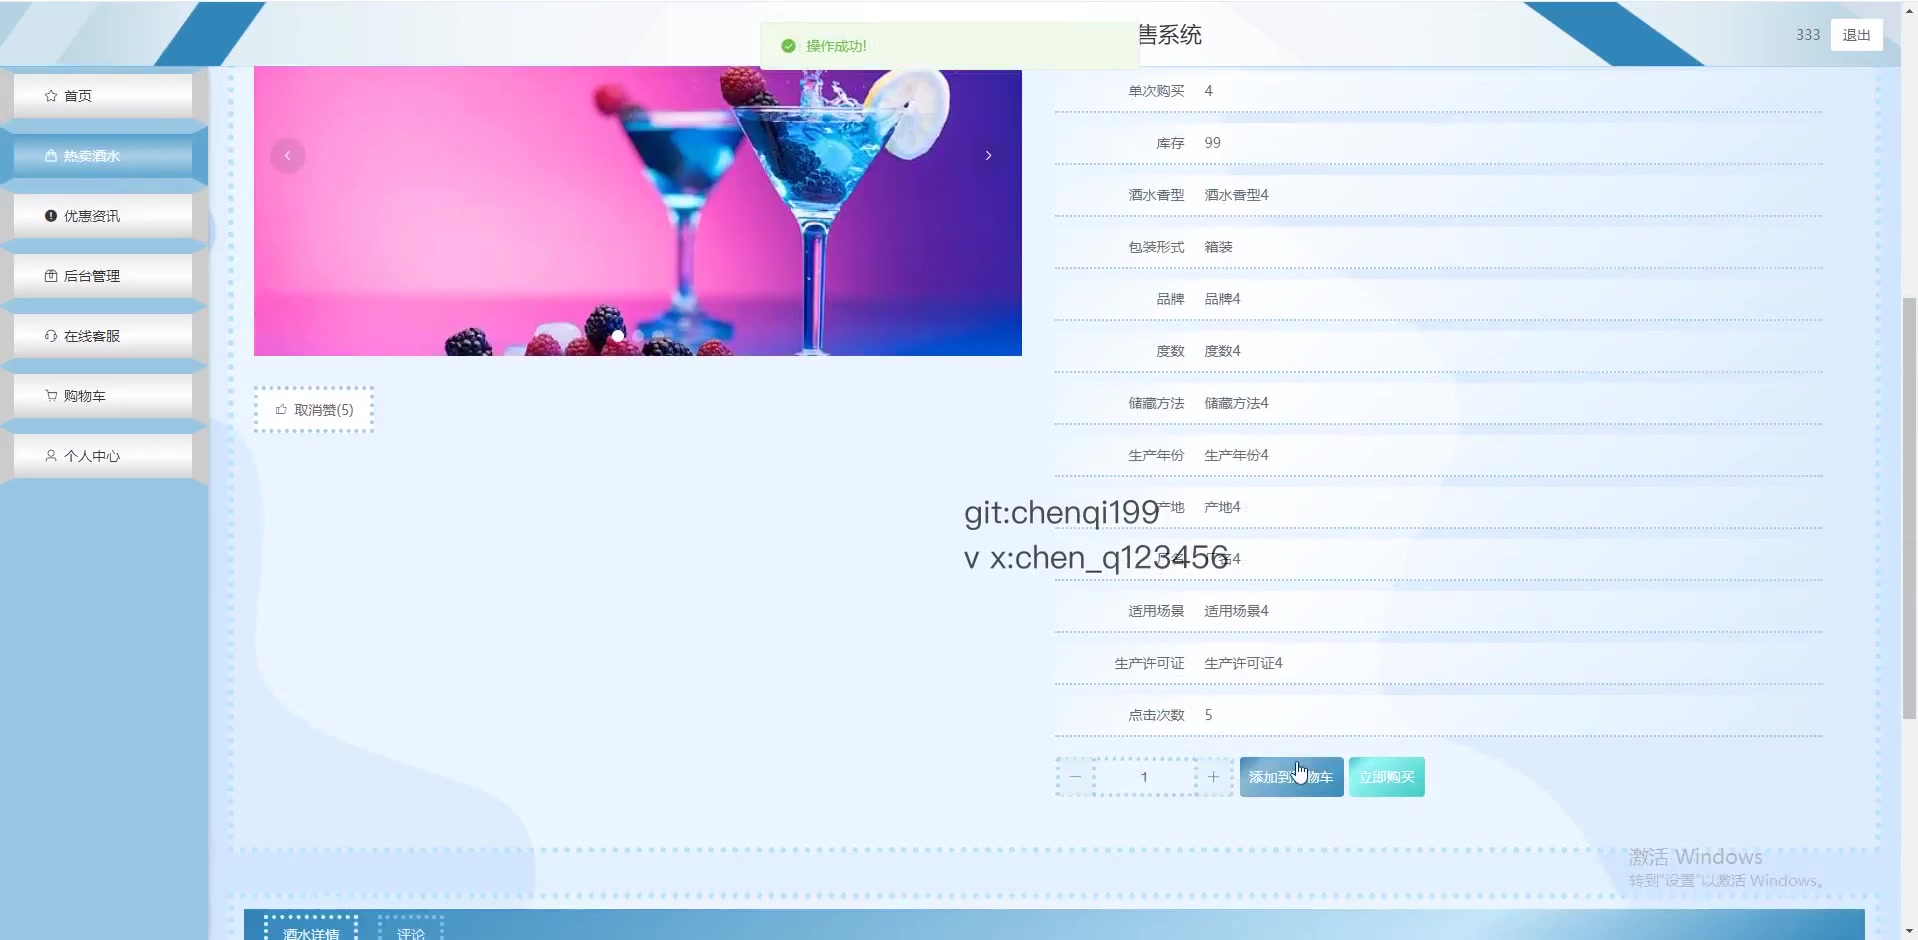 操作成功!
售系统
333
退出
首页
热卖酒水
优惠资讯
后台管理
在线客服
购物车
个人中心
取消赞(5)
单次购买 4
库存 99
酒水香型 酒水香型4
包装形式 箱装
品牌 品牌4
度数 度数4
储藏方法 储藏方法4
生产年份 生产年份4
产地 产地4
git:chenqi199
v x:chen_q123456
名4
适用场景 适用场景4
生产许可证 生产许可证4
点击次数 5
1
添加到 物车
立即购买
激活 Windows
转到“设置”以激活 Windows。
酒水详情
评论